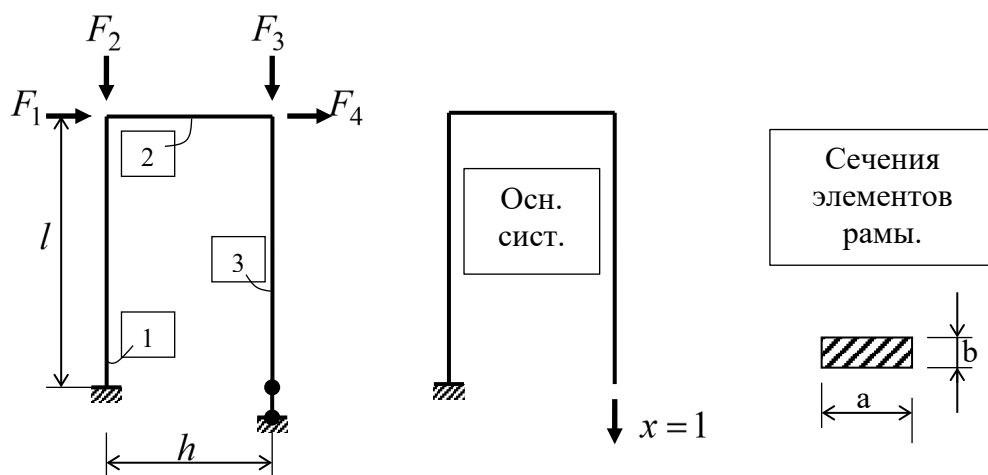 F₂
F₃
F₁
F₄
2
l
3
1
h
Осн.
сист.
x = 1
Сечения
элементов
рамы.
b
a